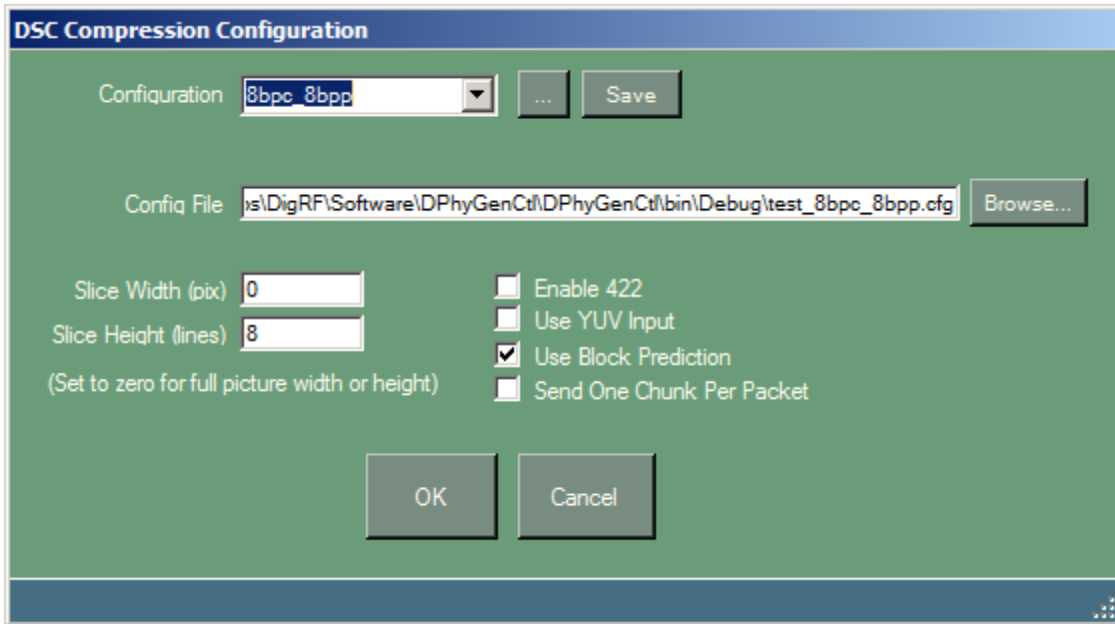 DSC Compression Configuration
Configuration 8bpc_8bpp ... Save
Config File \DigRF\Software\DPhyGenCtl\DPhyGenCtl\bin\Debug\test_8bpc_8bpp.cfg Browse...
Slice Width (pix) 0
Enable 422
Slice Height (lines) 8
Use YUV Input
Use Block Prediction
(Set to zero for full picture width or height)
Send One Chunk Per Packet
OK Cancel